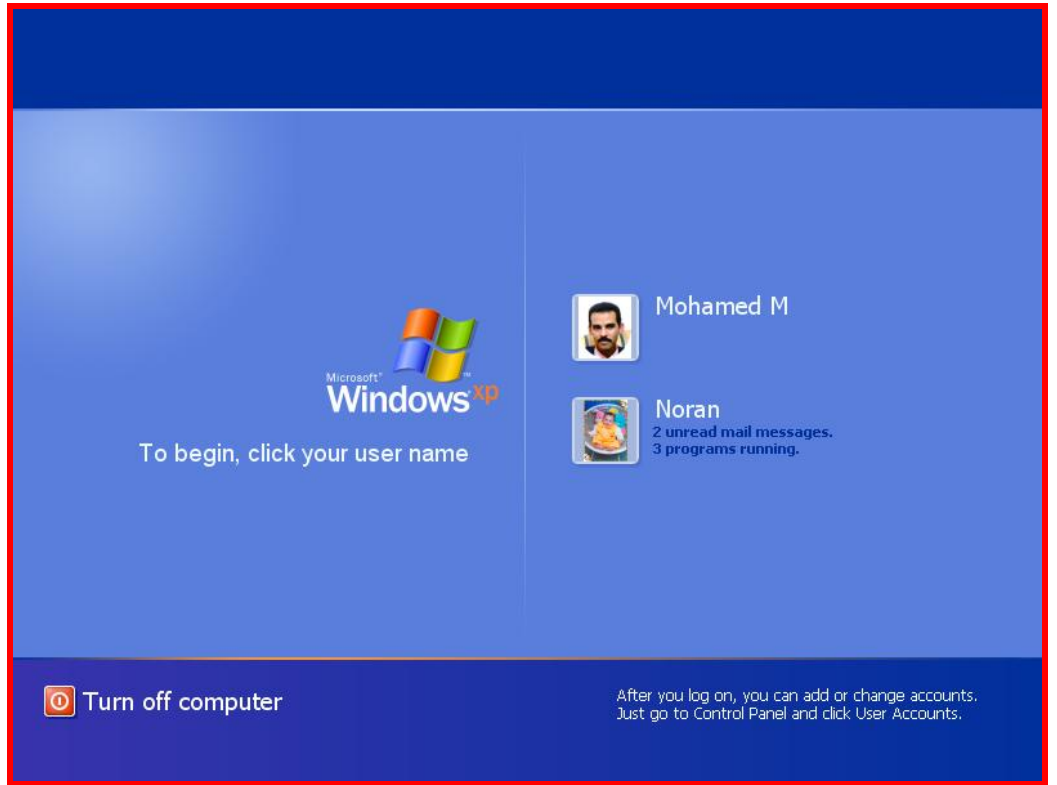 Microsoft®
Windows xp™
To begin, click your user name
Mohamed M
Noran
2 unread mail messages.
3 programs running.
Turn off computer
After you log on, you can add or change accounts.
Just go to Control Panel and click User Accounts.